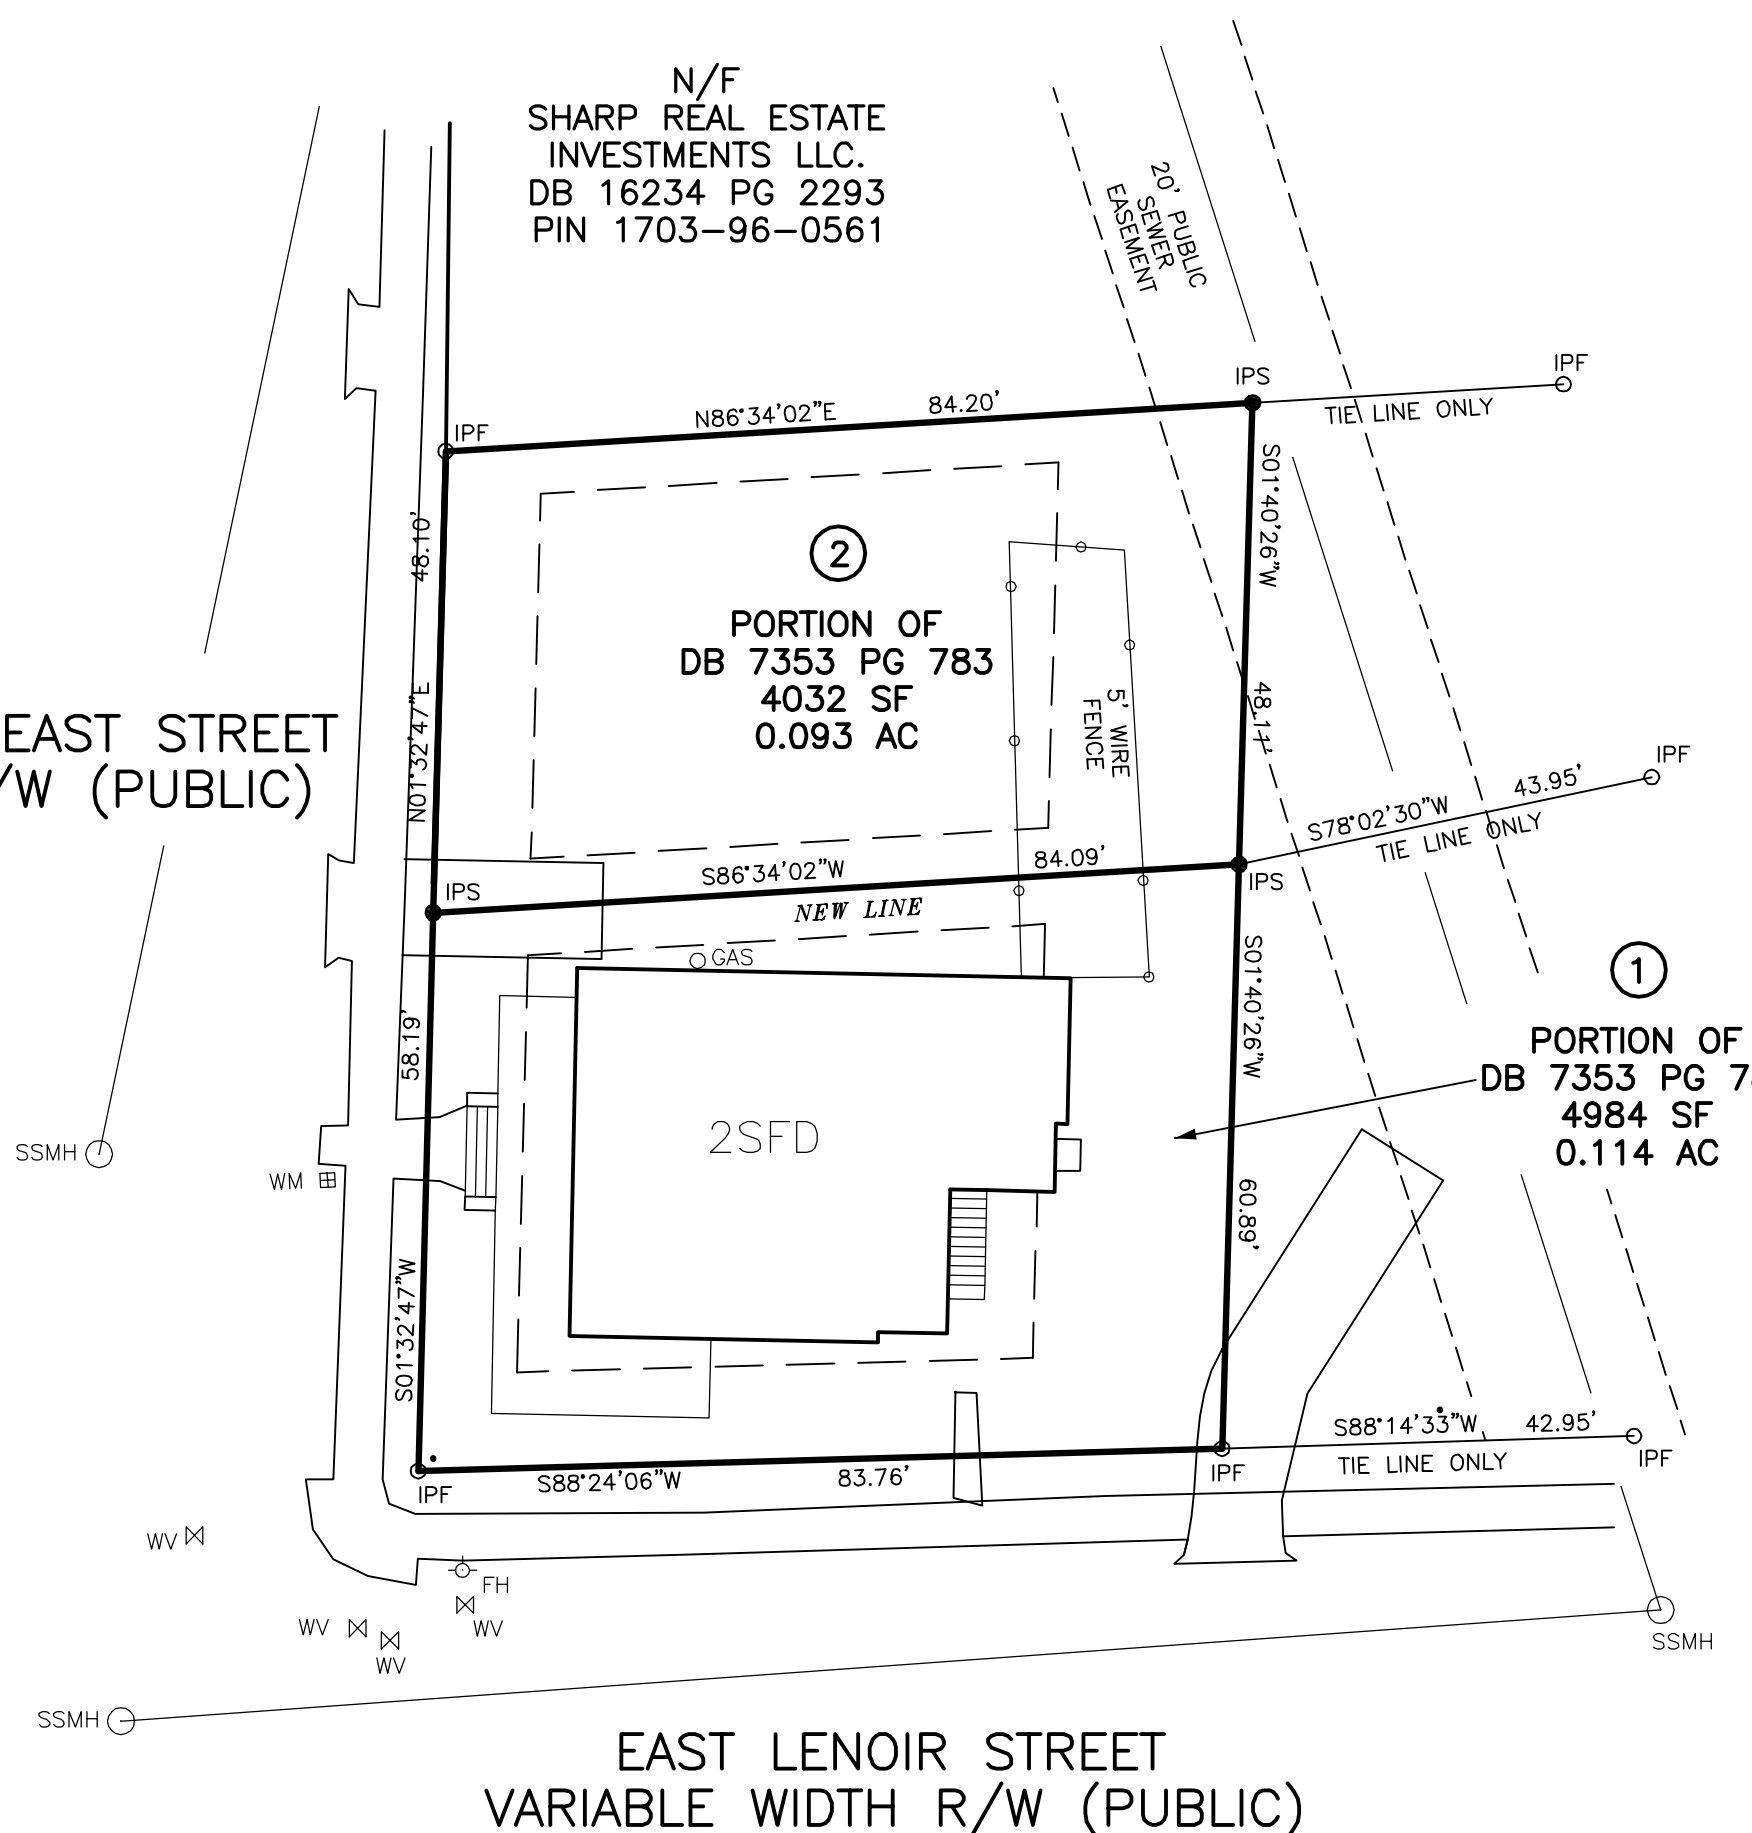 N/F
SHARP REAL ESTATE
INVESTMENTS LLC.
DB 16234 PG 2293
PIN 1703-96-0561
20' PUBLIC
SEWER
EASEMENT
IPF
IPS
TIE LINE ONLY
N86°34'02"E 84.20'
IPF
S01°40'26"W
48.11'
48.10'
N01°32'47"E
2
PORTION OF
DB 7353 PG 783
4032 SF
0.093 AC
5' WIRE
FENCE
EAST STREET
/W (PUBLIC)
IPF
S78°02'30"W 43.95'
TIE LINE ONLY
S86°34'02"W 84.09'
IPS
IPS
NEW LINE
GAS
S01°40'26"W
60.89'
1
PORTION OF
DB 7353 PG 7
4984 SF
0.114 AC
58.19'
S01°32'47"W
2SFD
SSMH
WM
S88°14'33"W 42.95'
TIE LINE ONLY
IPF
IPF
S88°24'06"W 83.76'
IPF
WV
FH
WV
WV
WV
SSMH
SSMH
EAST LENOIR STREET
VARIABLE WIDTH R/W (PUBLIC)